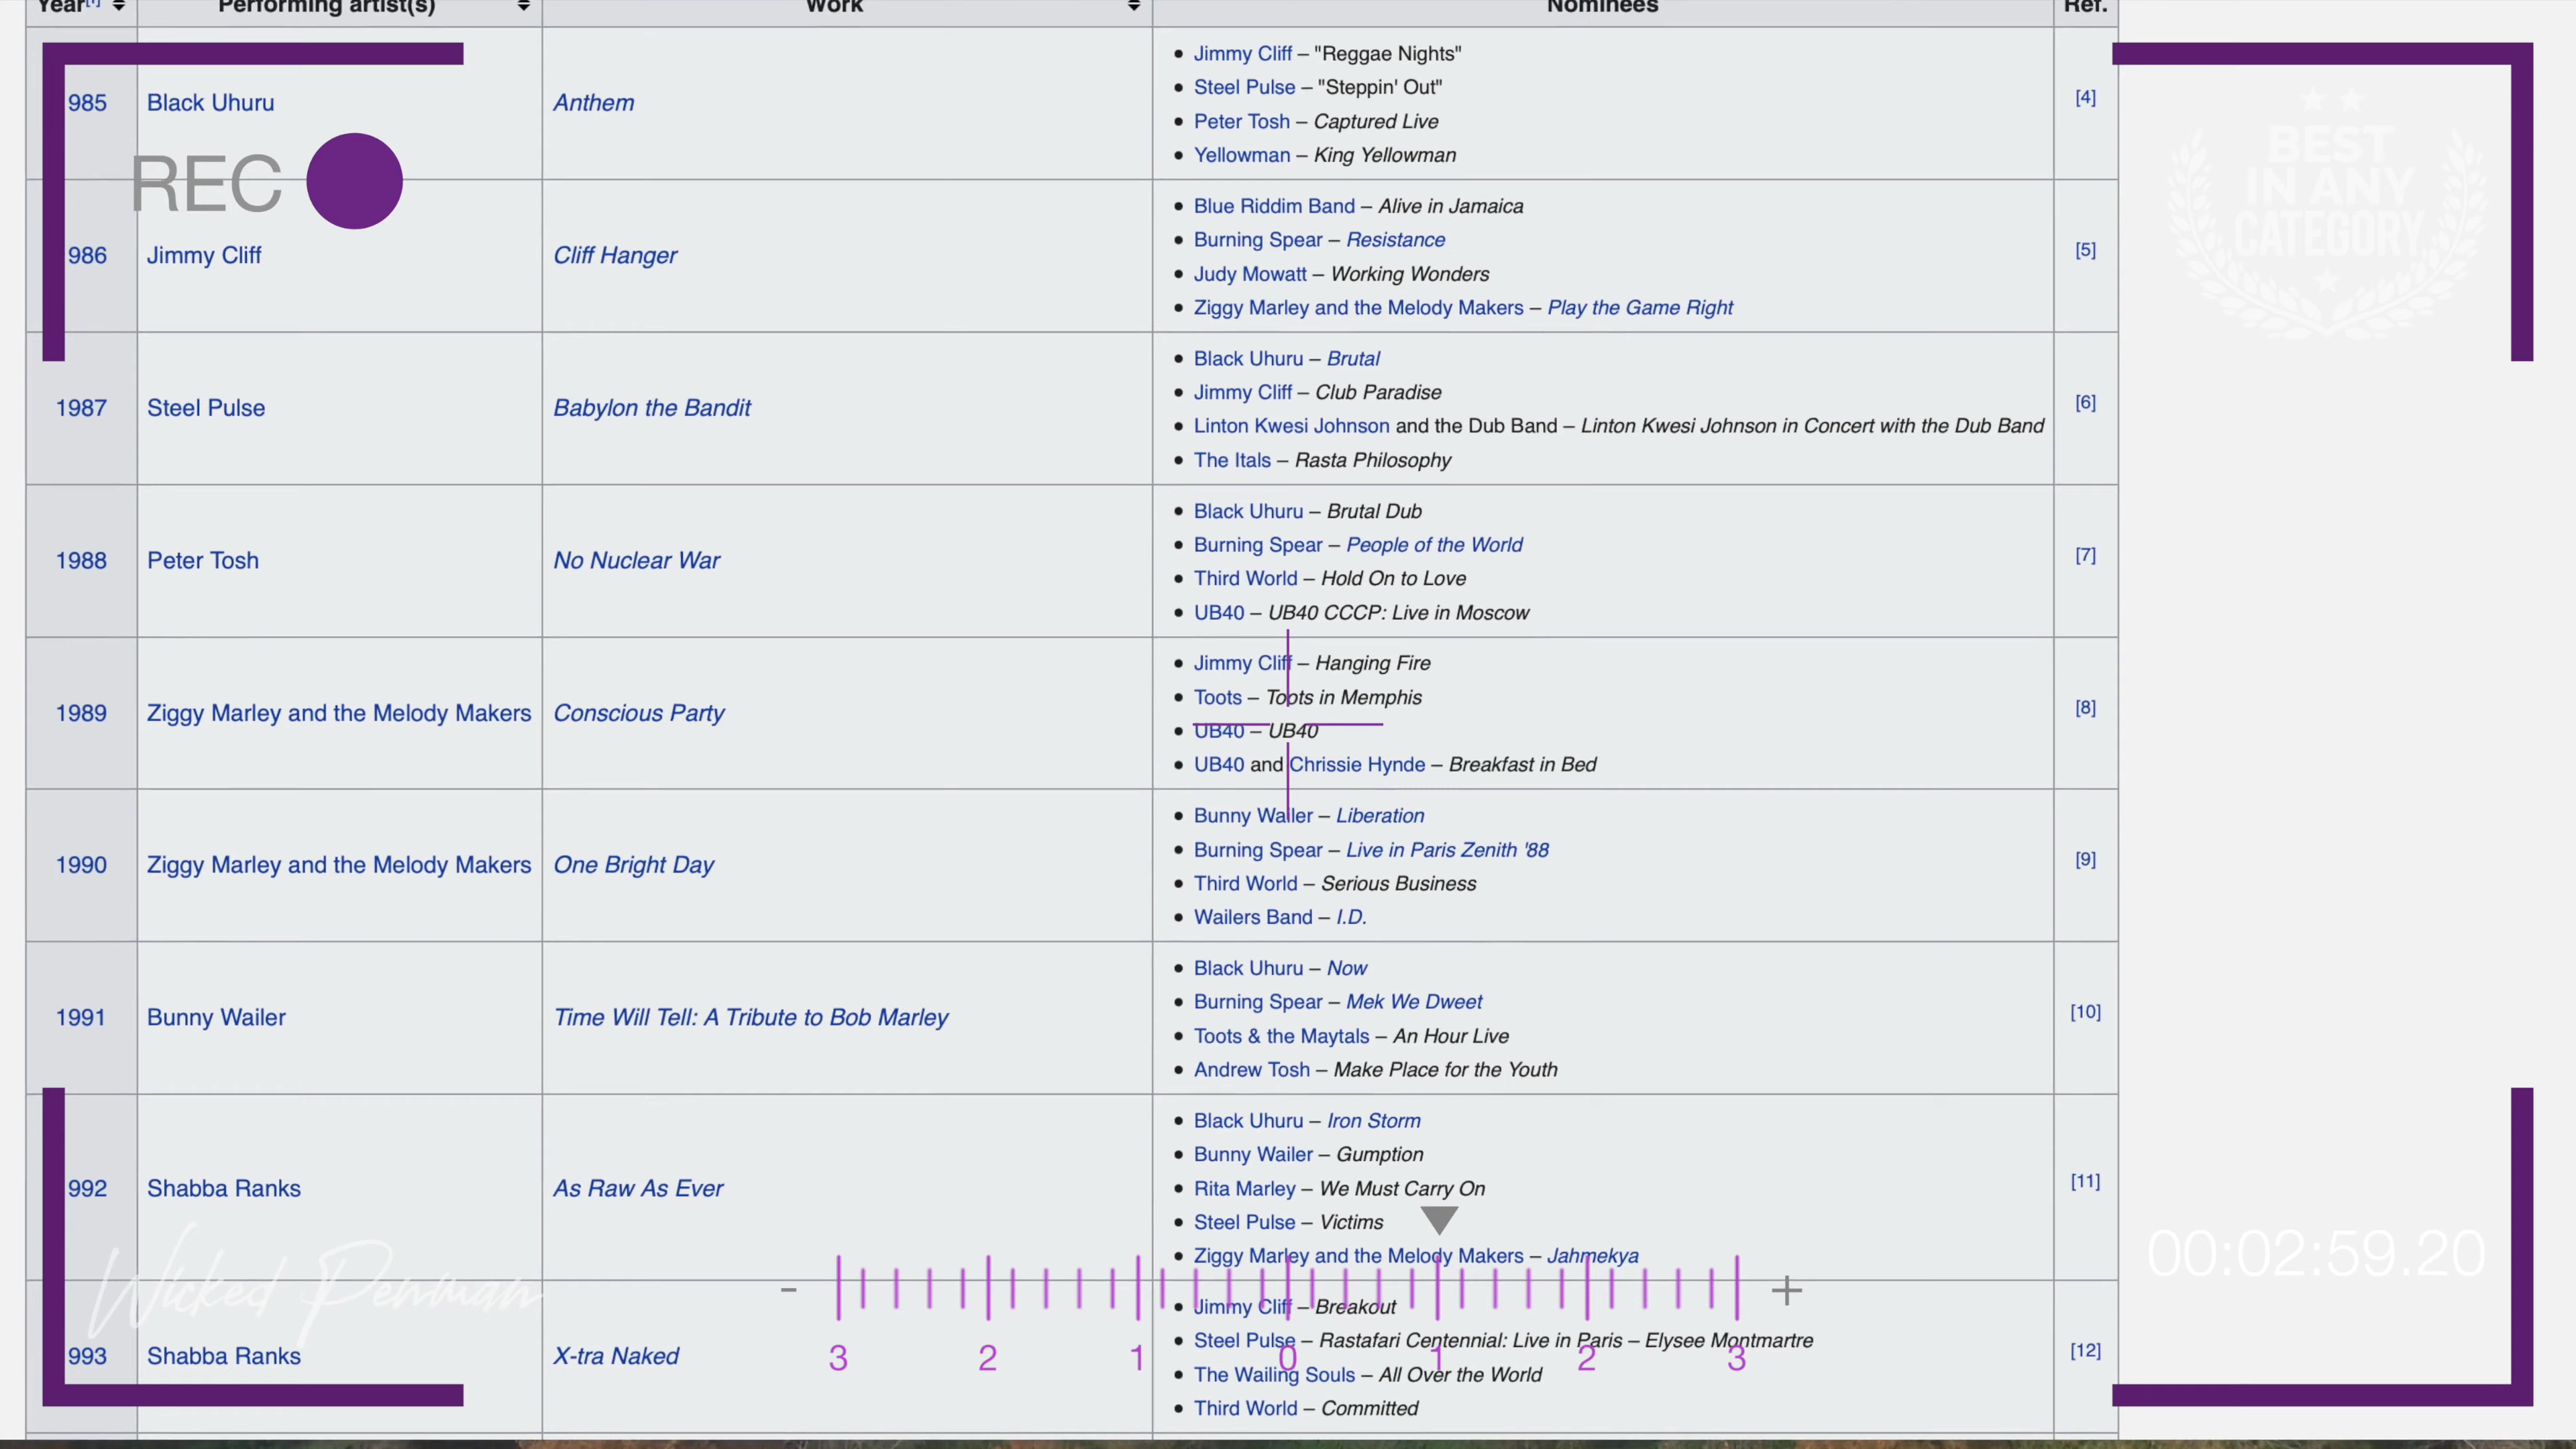 Year[1] Performing artist(s) Work Nominees Ref.
985 Black Uhuru Anthem [4]
Jimmy Cliff – "Reggae Nights"
Steel Pulse – "Steppin' Out"
Peter Tosh – Captured Live
Yellowman – King Yellowman
REC
BEST
IN ANY
CATEGORY
986 Jimmy Cliff Cliff Hanger [5]
Blue Riddim Band – Alive in Jamaica
Burning Spear – Resistance
Judy Mowatt – Working Wonders
Ziggy Marley and the Melody Makers – Play the Game Right
1987 Steel Pulse Babylon the Bandit [6]
Black Uhuru – Brutal
Jimmy Cliff – Club Paradise
Linton Kwesi Johnson and the Dub Band – Linton Kwesi Johnson in Concert with the Dub Band
The Itals – Rasta Philosophy
1988 Peter Tosh No Nuclear War [7]
Black Uhuru – Brutal Dub
Burning Spear – People of the World
Third World – Hold On to Love
UB40 – UB40 CCCP: Live in Moscow
1989 Ziggy Marley and the Melody Makers Conscious Party [8]
Jimmy Cliff – Hanging Fire
Toots – Toots in Memphis
UB40 – UB40
UB40 and Chrissie Hynde – Breakfast in Bed
1990 Ziggy Marley and the Melody Makers One Bright Day [9]
Bunny Wailer – Liberation
Burning Spear – Live in Paris Zenith '88
Third World – Serious Business
Wailers Band – I.D.
1991 Bunny Wailer Time Will Tell: A Tribute to Bob Marley [10]
Black Uhuru – Now
Burning Spear – Mek We Dweet
Toots & the Maytals – An Hour Live
Andrew Tosh – Make Place for the Youth
992 Shabba Ranks As Raw As Ever [11]
Black Uhuru – Iron Storm
Bunny Wailer – Gumption
Rita Marley – We Must Carry On
Steel Pulse – Victims
Ziggy Marley and the Melody Makers – Jahmekya
Wicked Penman
00:02:59.20
993 Shabba Ranks X-tra Naked [12]
Jimmy Cliff – Breakout
Steel Pulse – Rastafari Centennial: Live in Paris – Elysee Montmartre
The Wailing Souls – All Over the World
Third World – Committed
- +
3 2 1 0 1 2 3